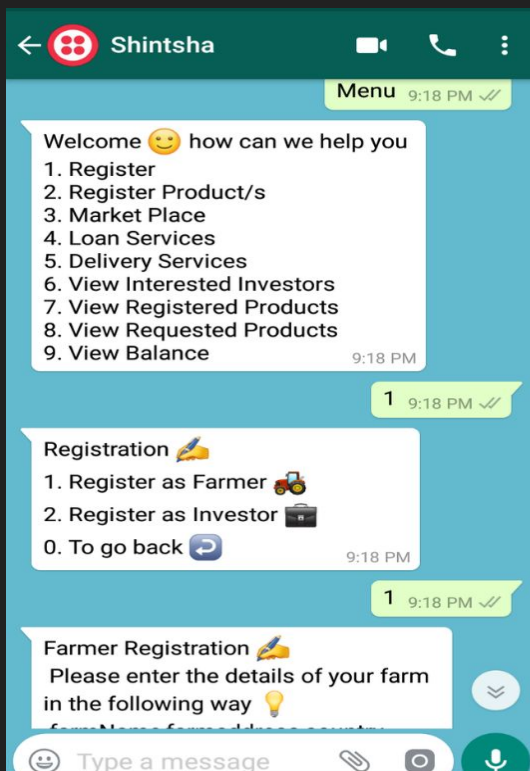 Shintsha
Menu 9:18 PM
Welcome 🙂 how can we help you
1. Register
2. Register Product/s
3. Market Place
4. Loan Services
5. Delivery Services
6. View Interested Investors
7. View Registered Products
8. View Requested Products
9. View Balance
9:18 PM
1 9:18 PM
Registration ✍️
1. Register as Farmer 🚜
2. Register as Investor 💼
0. To go back ↩️
9:18 PM
1 9:18 PM
Farmer Registration ✍️
Please enter the details of your farm
in the following way 💡
Type a message